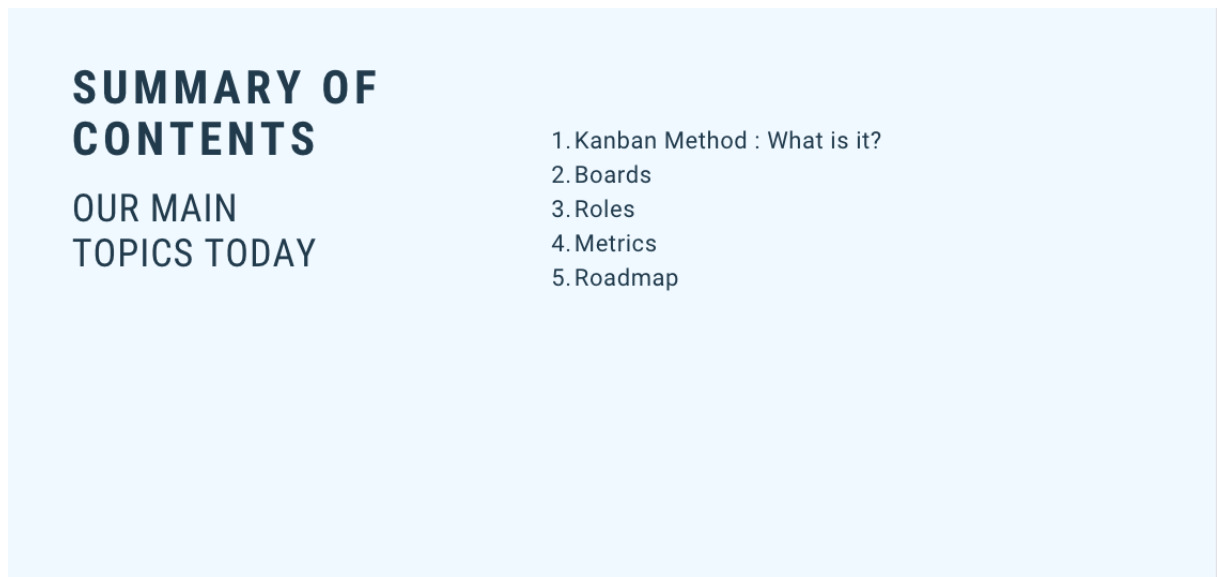 SUMMARY OF
CONTENTS
OUR MAIN
TOPICS TODAY
1. Kanban Method : What is it?
2. Boards
3. Roles
4. Metrics
5. Roadmap